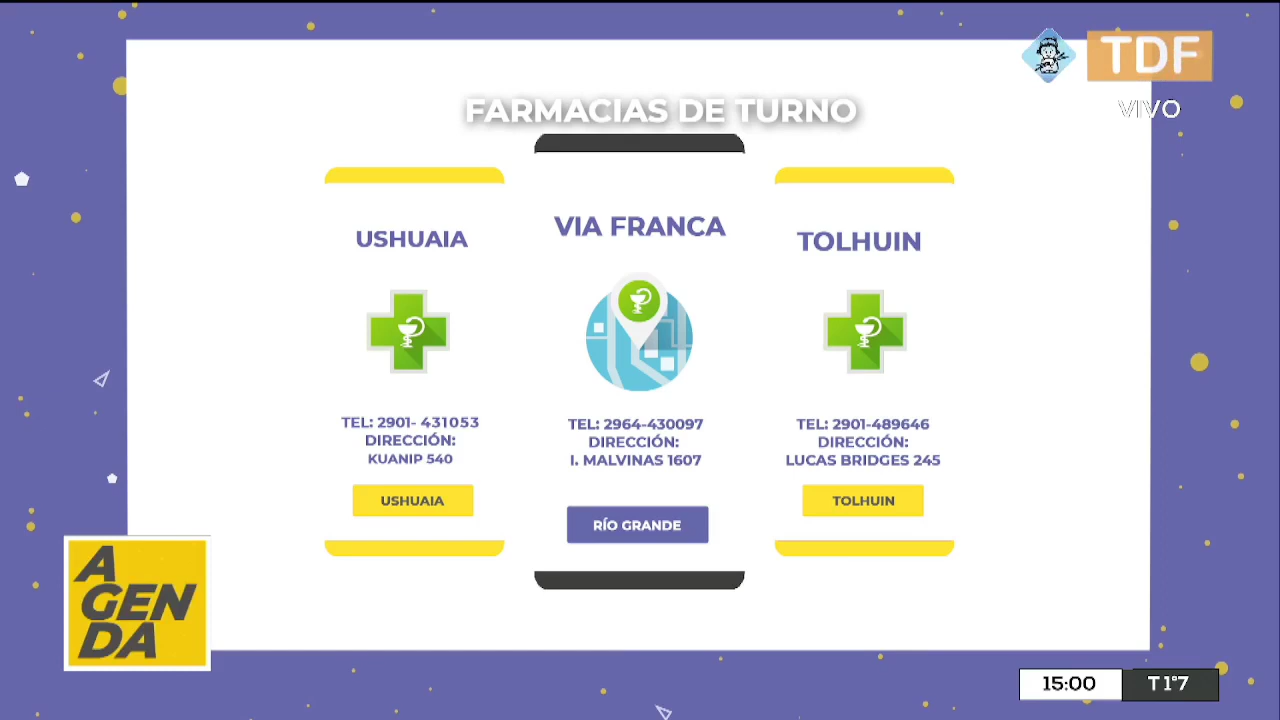 TDF
VIVO
FARMACIAS DE TURNO
USHUAIA
TEL: 2901- 431053
DIRECCIÓN:
KUANIP 540
USHUAIA
VIA FRANCA
TEL: 2964-430097
DIRECCIÓN:
I. MALVINAS 1607
RÍO GRANDE
TOLHUIN
TEL: 2901-489646
DIRECCIÓN:
LUCAS BRIDGES 245
TOLHUIN
A
GEN
DA
15:00
T 1°7